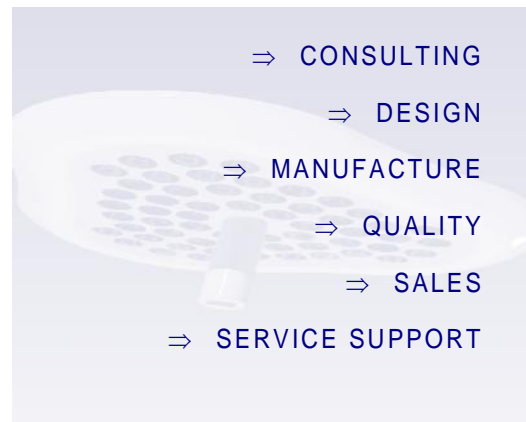 ⇒ CONSULTING
⇒ DESIGN
⇒ MANUFACTURE
⇒ QUALITY
⇒ SALES
⇒ SERVICE SUPPORT